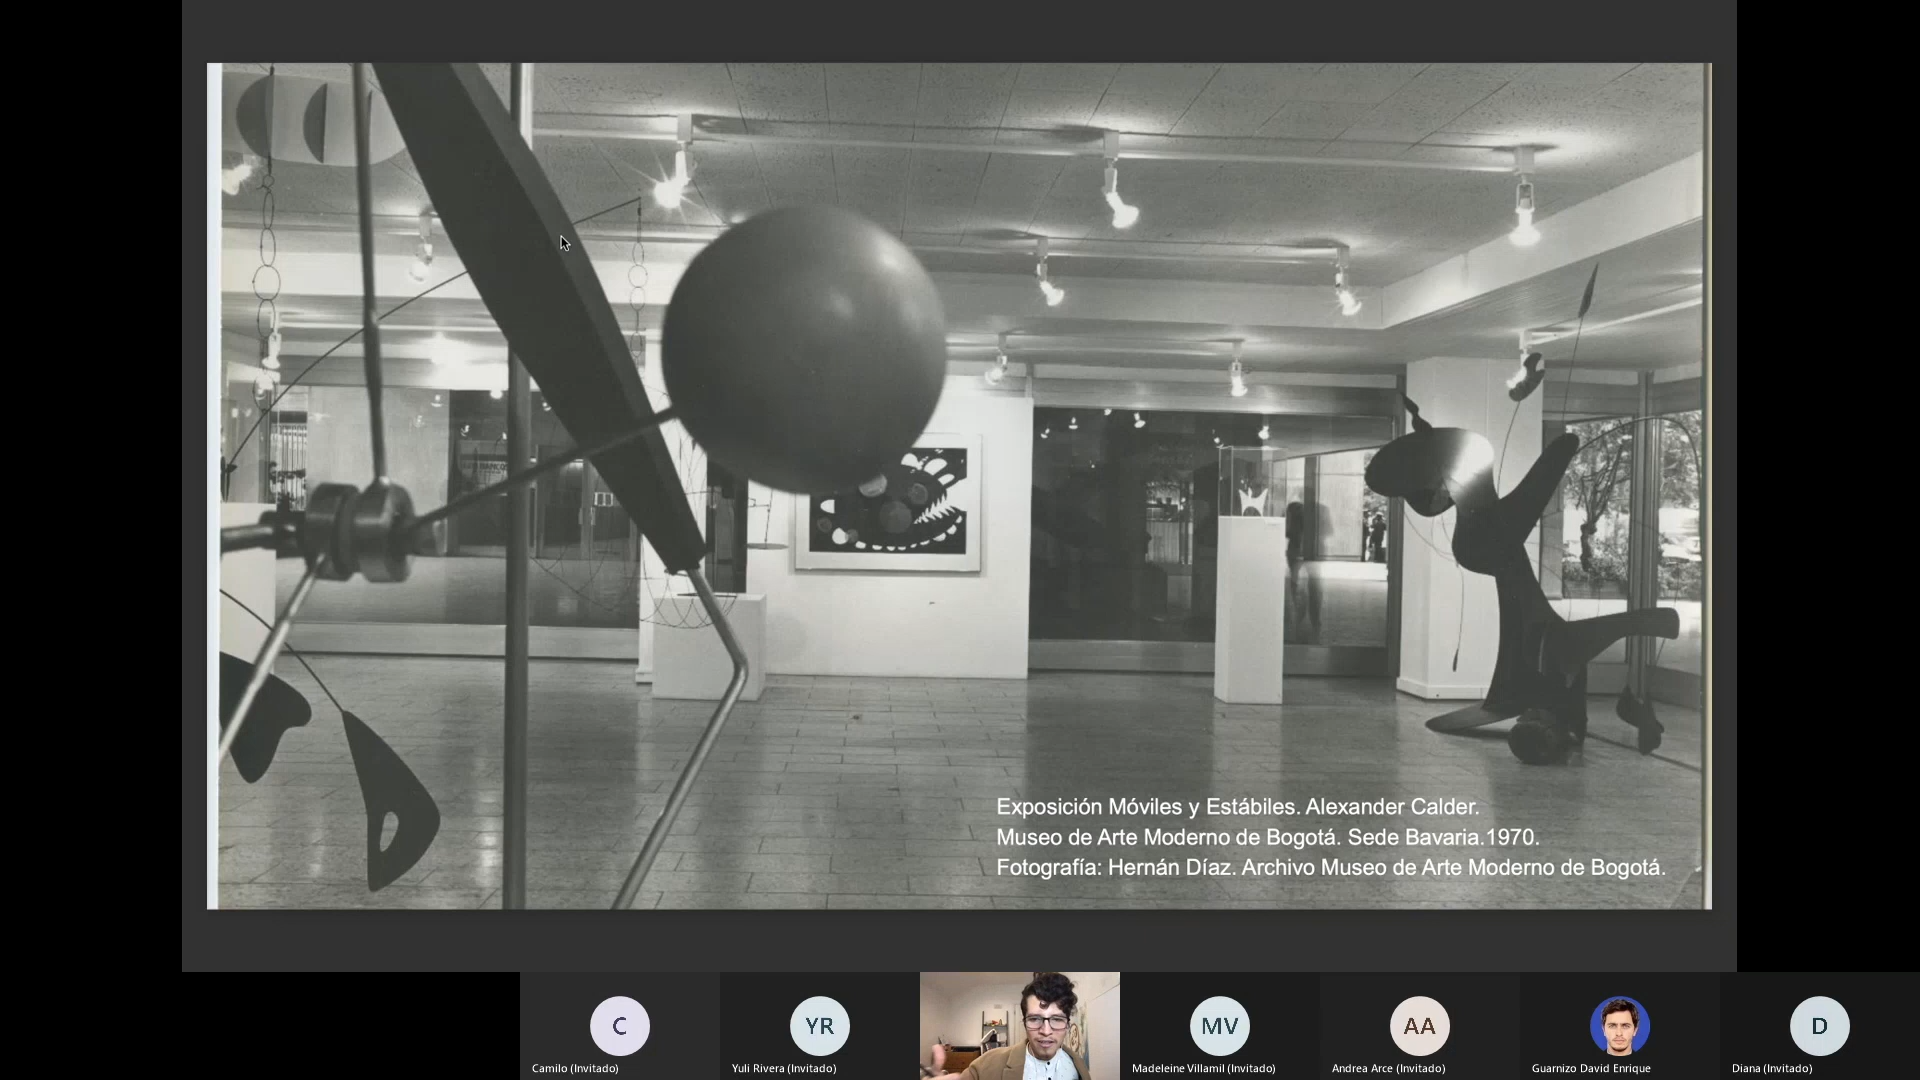 Exposición Móviles y Estábiles. Alexander Calder.
Museo de Arte Moderno de Bogotá. Sede Bavaria.1970.
Fotografía: Hernán Díaz. Archivo Museo de Arte Moderno de Bogotá.
C
YR
MV
AA
D
Camilo (Invitado)
Yuli Rivera (Invitado)
Madeleine Villamil (Invitado)
Andrea Arce (Invitado)
Guarnizo David Enrique
Diana (Invitado)